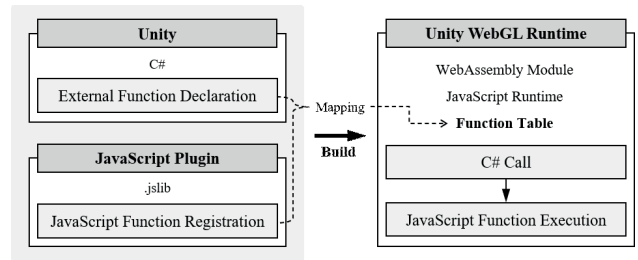 Unity
C#
External Function Declaration
JavaScript Plugin
.jslib
JavaScript Function Registration
Mapping
Build
Unity WebGL Runtime
WebAssembly Module
JavaScript Runtime
Function Table
C# Call
JavaScript Function Execution